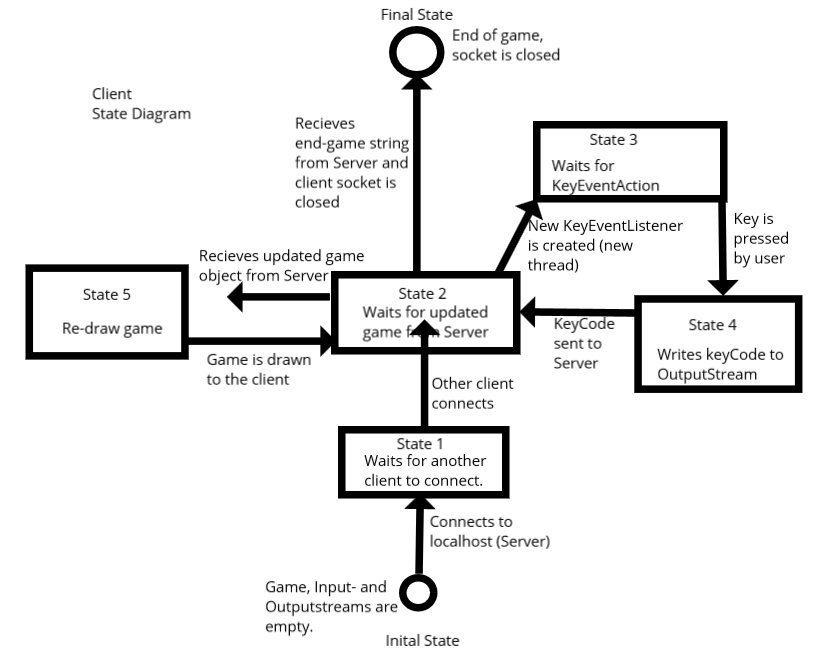 Final State
End of game,
socket is closed
Client
State Diagram
Recieves
end-game string
from Server and
client socket is
closed
State 3
Waits for
KeyEventAction
New KeyEventListener
is created (new
thread)
Key is
pressed
by user
Recieves updated game
object from Server
State 5
Re-draw game
State 2
Waits for updated
game from Server
State 4
Writes keyCode to
OutputStream
KeyCode
sent to
Server
Game is drawn
to the client
Other client
connects
State 1
Waits for another
client to connect.
Connects to
localhost (Server)
Game, Input- and
Outputstreams are
empty.
Inital State